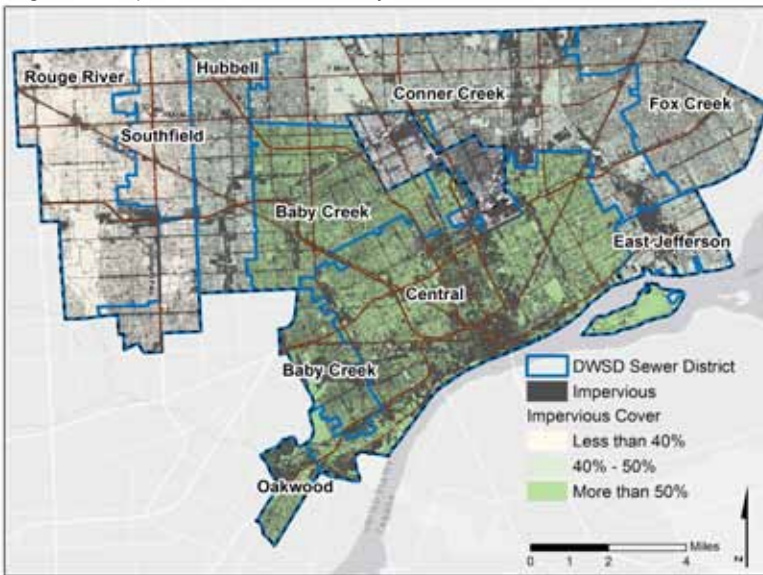 Rouge River
Hubbell
Conner Creek
Fox Creek
Southfield
Baby Creek
East Jefferson
Central
Baby Creek
Oakwood
DWSD Sewer District
Impervious
Impervious Cover
Less than 40%
40% - 50%
More than 50%
Miles
0 1 2 4